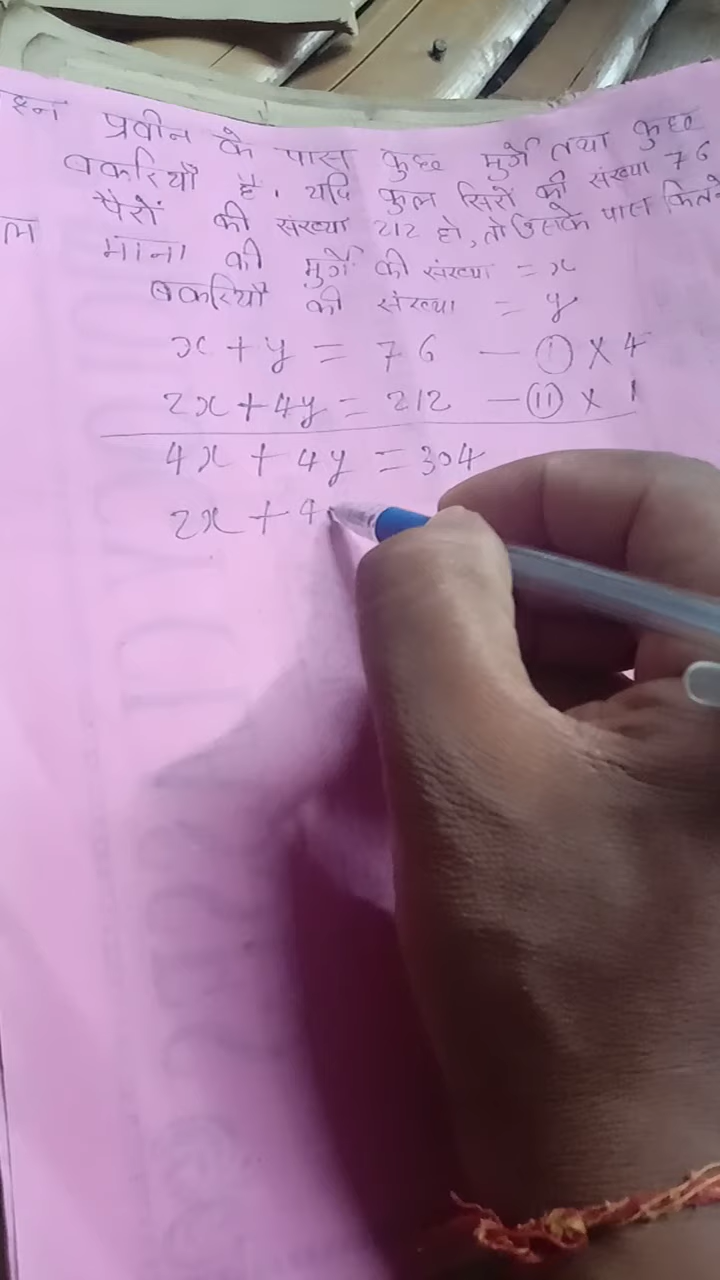 प्रवीन के पास कुछ मुर्गे तथा कुछ
बकरियाँ है. यदि कुल सिरो की संख्या 76
पैरों की संख्या 212 हो, तो उसके पास कितने
माना की मुर्गे की संख्या = x
बकरियों की संख्या = y
x + y = 76 — (I) × 4
2x + 4y = 212 — (II) × 1
4x + 4y = 304
2x + 4